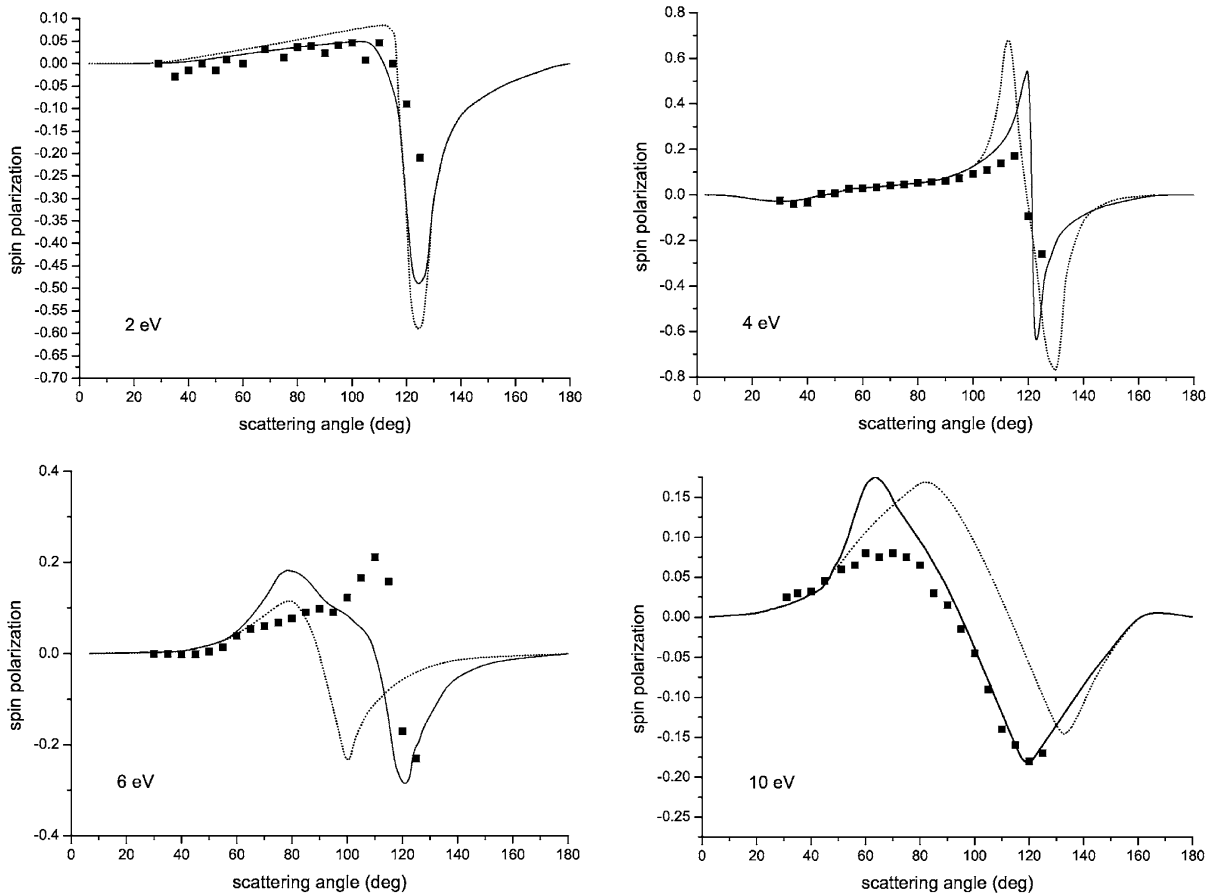 0.10
0.05
0.00
-0.05
-0.10
-0.15
-0.20
-0.25
-0.30
-0.35
-0.40
-0.45
-0.50
-0.55
-0.60
-0.65
-0.70
spin polarization
2 eV
0 20 40 60 80 100 120 140 160 180
scattering angle (deg)
0.8
0.6
0.4
0.2
0.0
-0.2
-0.4
-0.6
-0.8
spin polarization
4 eV
0 20 40 60 80 100 120 140 160 180
scattering angle (deg)
0.4
0.2
0.0
-0.2
-0.4
spin polarization
6 eV
0 20 40 60 80 100 120 140 160 180
scattering angle (deg)
0.15
0.10
0.05
0.00
-0.05
-0.10
-0.15
-0.20
-0.25
spin polarization
10 eV
0 20 40 60 80 100 120 140 160 180
scattering angle (deg)